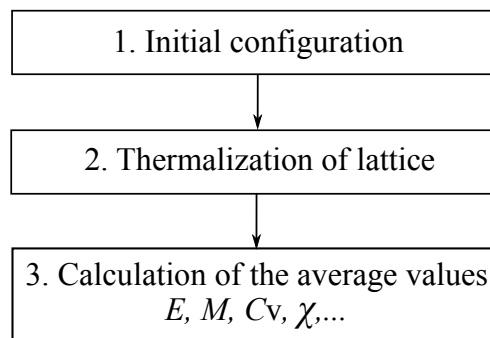 1. Initial configuration
2. Thermalization of lattice
3. Calculation of the average values
E, M, Cv, χ,...